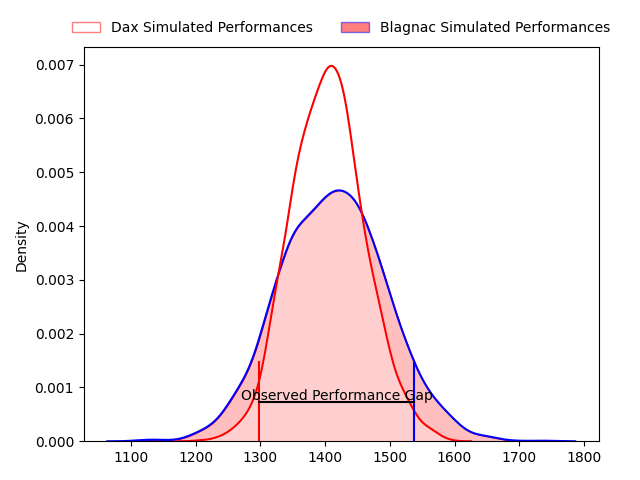 Dax Simulated Performances
Blagnac Simulated Performances
Density
0.007
0.006
0.005
0.004
0.003
0.002
0.001
0.000
Observed Performance Gap
1100 1200 1300 1400 1500 1600 1700 1800